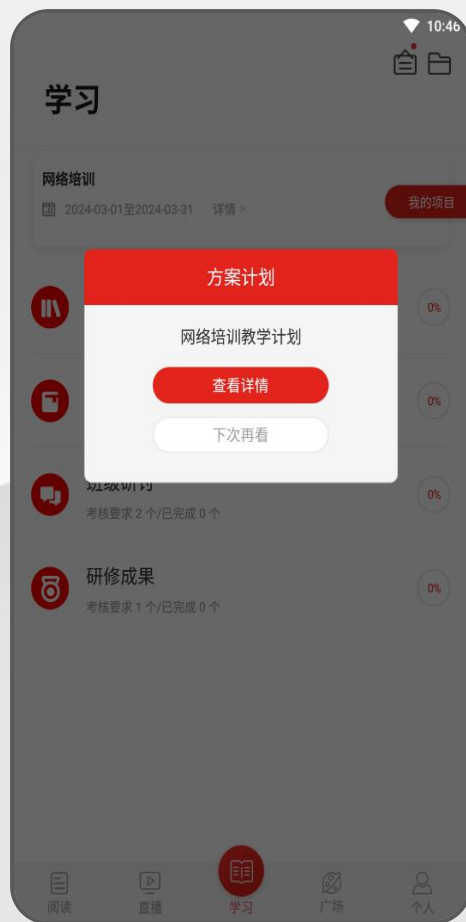 10:46
学习
网络培训
2024-03-01至2024-03-31 详情 >
我的项目
方案计划
网络培训教学计划
查看详情
下次再看
0%
0%
班级研讨
考核要求 2 个/已完成 0 个
0%
研修成果
考核要求 1 个/已完成 0 个
0%
阅读
直播
学习
广场
个人